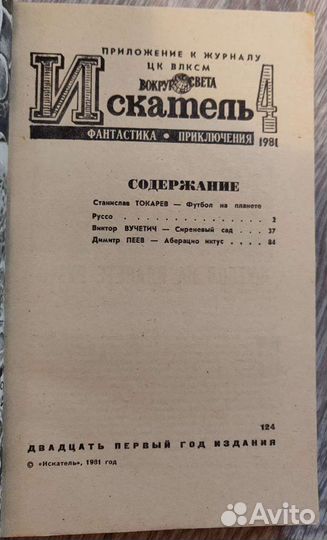 ПРИЛОЖЕНИЕ К ЖУРНАЛУ
ЦК ВЛКСМ
ВОКРУГ СВЕТА
Искатель 4
ФАНТАСТИКА • ПРИКЛЮЧЕНИЯ 1981
СОДЕРЖАНИЕ
Станислав ТОКАРЕВ — Футбол на планете
Руссо . . . . . . . . . . . . . . . 2
Виктор ВУЧЕТИЧ — Сиреневый сад . . . 37
Димитр ПЕЕВ — Аберацио иктус . . . . 84
124
ДВАДЦАТЬ ПЕРВЫЙ ГОД ИЗДАНИЯ
© «Искатель», 1981 год
Avito